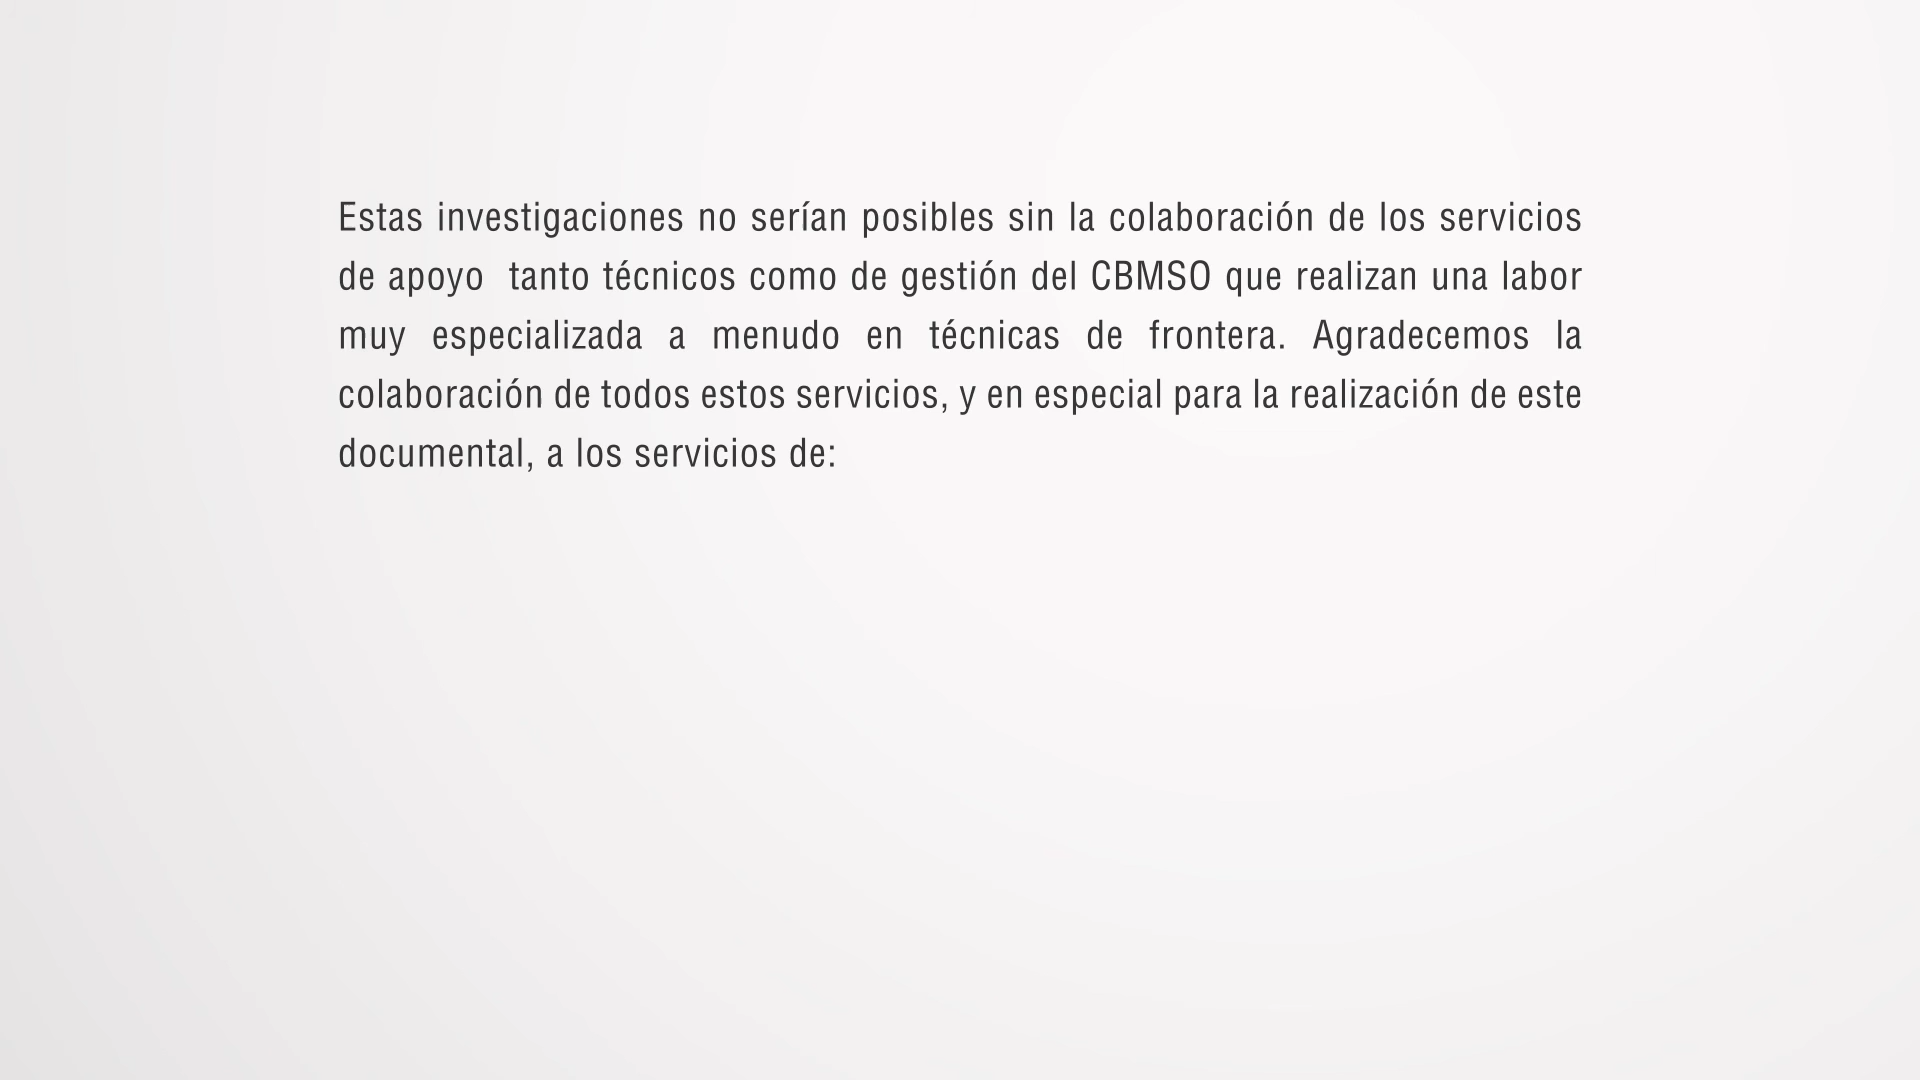 Estas investigaciones no serían posibles sin la colaboración de los servicios
de apoyo  tanto técnicos como de gestión del CBMSO que realizan una labor
muy especializada a menudo en técnicas de frontera. Agradecemos la
colaboración de todos estos servicios, y en especial para la realización de este
documental, a los servicios de: